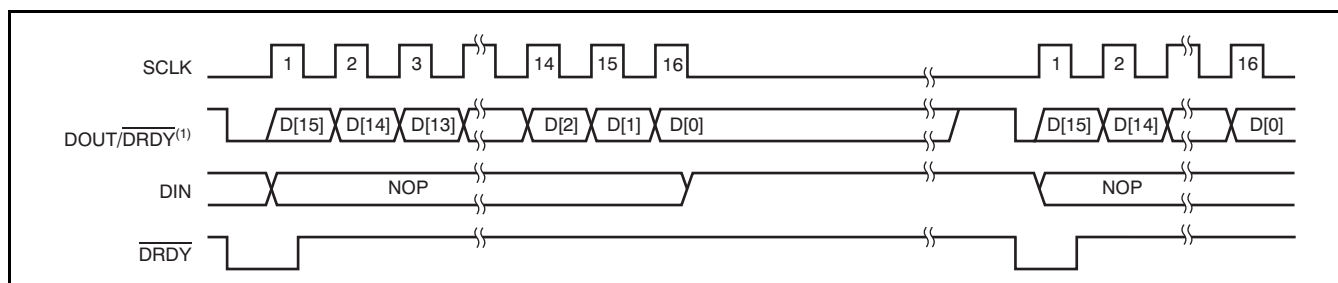 SCLK 1 2 3 14 15 16 1 2 16
DOUT/DRDY(1) D[15] D[14] D[13] D[2] D[1] D[0] D[15] D[14] D[0]
DIN NOP NOP
DRDY